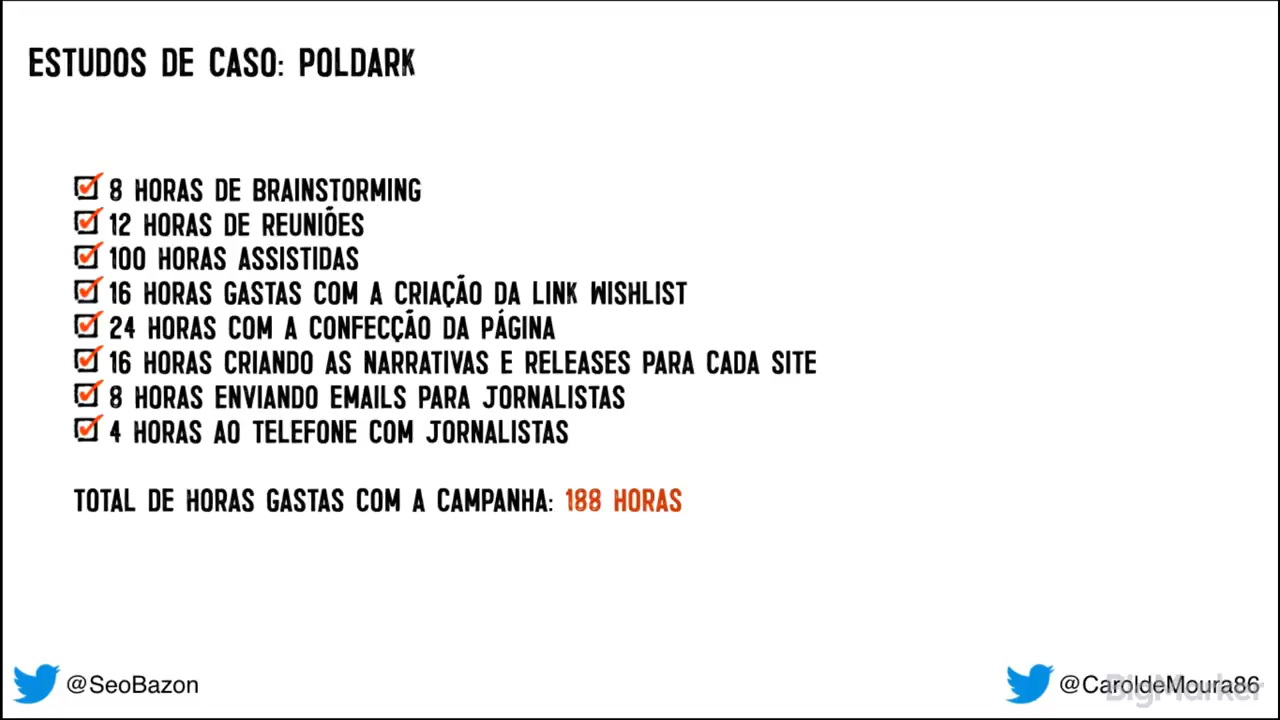 ESTUDOS DE CASO: POLDARK
8 HORAS DE BRAINSTORMING
12 HORAS DE REUNIÕES
100 HORAS ASSISTIDAS
16 HORAS GASTAS COM A CRIAÇÃO DA LINK WISHLIST
24 HORAS COM A CONFECÇÃO DA PÁGINA
16 HORAS CRIANDO AS NARRATIVAS E RELEASES PARA CADA SITE
8 HORAS ENVIANDO EMAILS PARA JORNALISTAS
4 HORAS AO TELEFONE COM JORNALISTAS
TOTAL DE HORAS GASTAS COM A CAMPANHA: 188 HORAS
@SeoBazon
@CaroldeMoura86
BigMarker